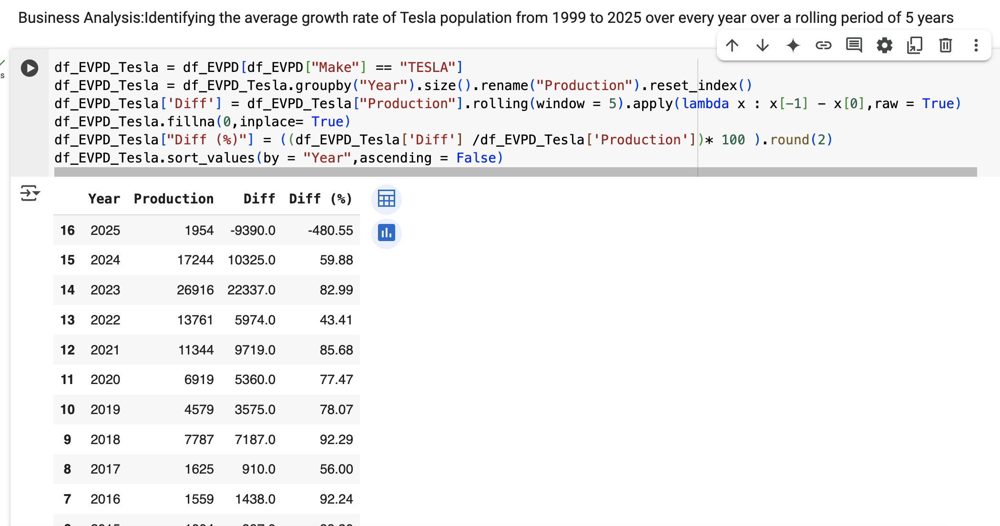 Business Analysis:Identifying the average growth rate of Tesla population from 1999 to 2025 over every year over a rolling period of 5 years
s
df_EVPD_Tesla = df_EVPD[df_EVPD["Make"] == "TESLA"]
df_EVPD_Tesla = df_EVPD_Tesla.groupby("Year").size().rename("Production").reset_index()
df_EVPD_Tesla['Diff'] = df_EVPD_Tesla["Production"].rolling(window = 5).apply(lambda x : x[-1] - x[0],raw = True)
df_EVPD_Tesla.fillna(0,inplace= True)
df_EVPD_Tesla["Diff (%)"] = ((df_EVPD_Tesla['Diff'] /df_EVPD_Tesla['Production'])* 100 ).round(2)
df_EVPD_Tesla.sort_values(by = "Year",ascending = False)
Year Production Diff Diff (%)
16 2025 1954 -9390.0 -480.55
15 2024 17244 10325.0 59.88
14 2023 26916 22337.0 82.99
13 2022 13761 5974.0 43.41
12 2021 11344 9719.0 85.68
11 2020 6919 5360.0 77.47
10 2019 4579 3575.0 78.07
9 2018 7787 7187.0 92.29
8 2017 1625 910.0 56.00
7 2016 1559 1438.0 92.24